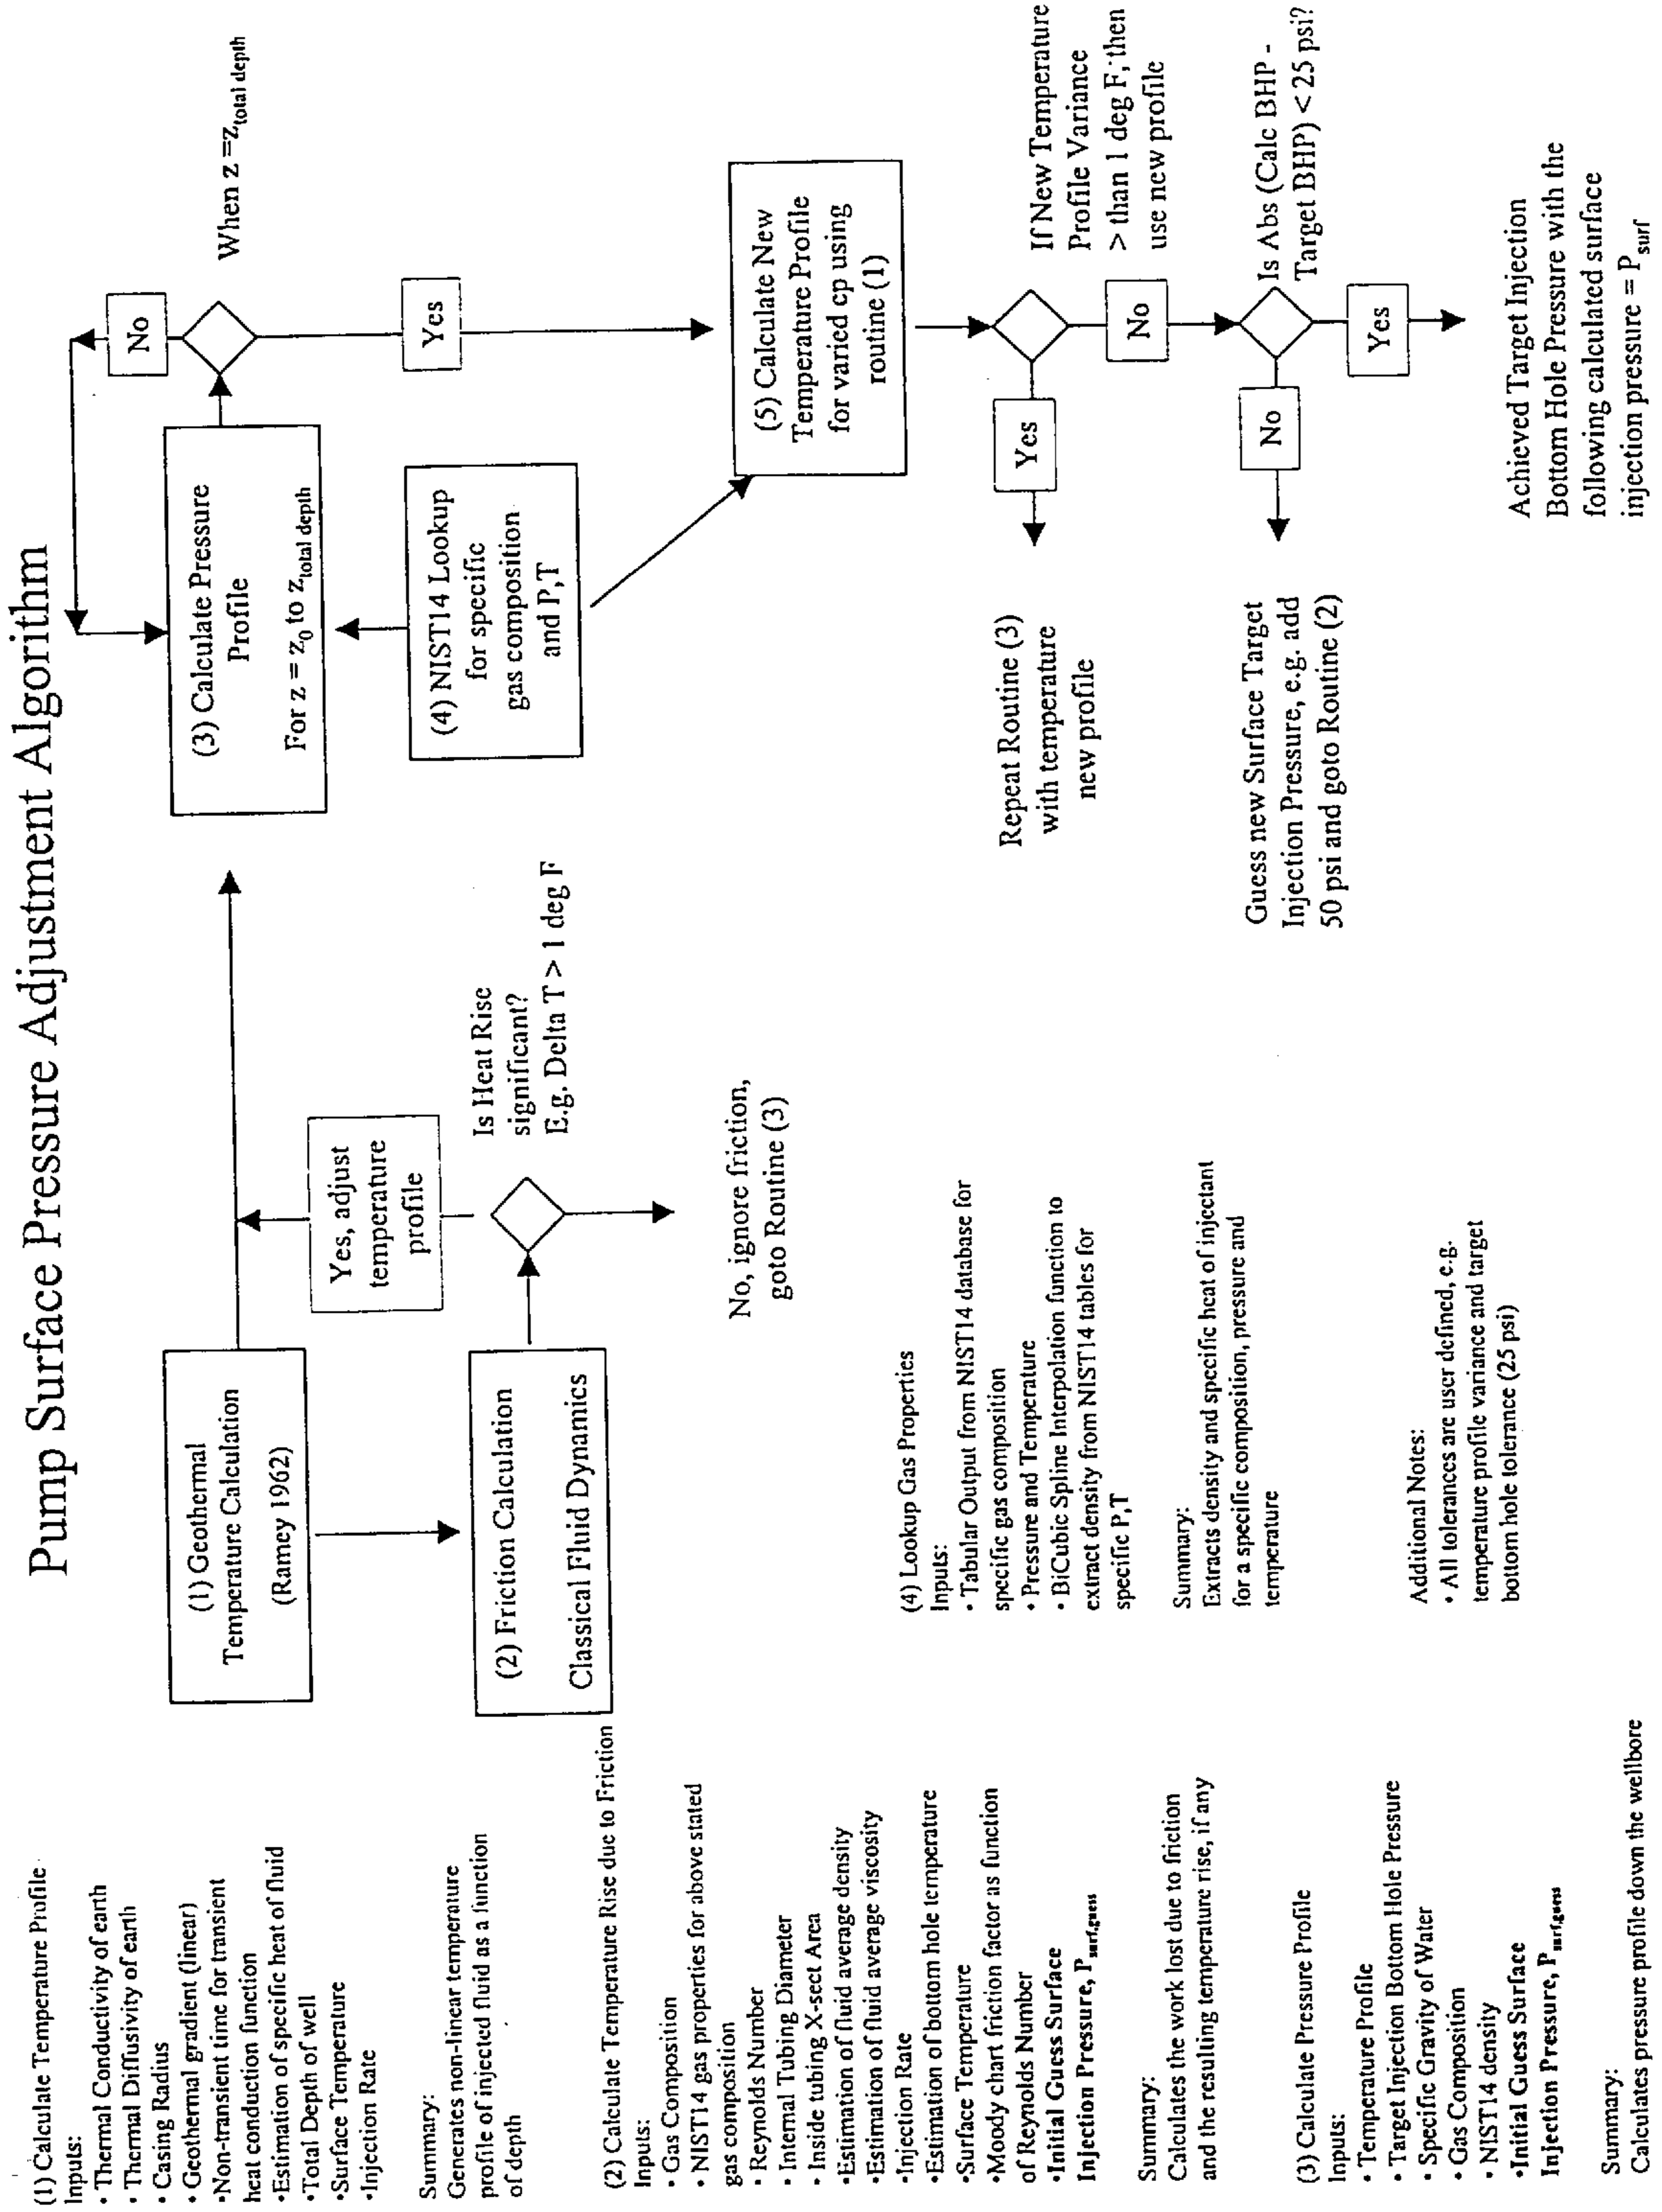 Pump Surface Pressure Adjustment Algorithm
(1) Calculate Temperature Profile
Inputs:
• Thermal Conductivity of earth
• Thermal Diffusivity of earth
• Casing Radius
• Geothermal gradient (linear)
•Non-transient time for transient
heat conduction function
•Estimation of specific heat of fluid
•Total Depth of well
•Surface Temperature
•Injection Rate
Summary:
Generates non-linear temperature
profile of injected fluid as a function
of depth
(2) Calculate Temperature Rise due to Friction
Inputs:
• Gas Composition
• NIST14 gas properties for above stated
gas composition
• Reynolds Number
• Internal Tubing Diameter
• Inside tubing X-sect Area
•Estimation of fluid average density
•Estimation of fluid average viscosity
•Injection Rate
•Estimation of bottom hole temperature
•Surface Temperature
•Moody chart friction factor as function
of Reynolds Number
•Initial Guess Surface
Injection Pressure, Psurf,guess
Summary:
Calculates the work lost due to friction
and the resulting temperature rise, if any
(3) Calculate Pressure Profile
Inputs:
• Temperature Profile
• Target Injection Bottom Hole Pressure
• Specific Gravity of Water
• Gas Composition
• NIST14 density
•Initial Guess Surface
Injection Pressure, Psurf,guess
Summary:
Calculates pressure profile down the wellbore
(1) Geothermal
Temperature Calculation
(Ramey 1962)
(2) Friction Calculation
Classical Fluid Dynamics
Yes, adjust
temperature
profile
Is Heat Rise
significant?
E.g. Delta T > 1 deg F
No, ignore friction,
goto Routine (3)
(4) Lookup Gas Properties
Inputs:
• Tabular Output from NIST14 database for
specific gas composition
• Pressure and Temperature
• BiCubic Spline Interpolation function to
extract density from NIST14 tables for
specific P,T
Summary:
Extracts density and specific heat of injectant
for a specific composition, pressure and
temperature
Additional Notes:
• All tolerances are user defined, e.g.
temperature profile variance and target
bottom hole tolerance (25 psi)
(3) Calculate Pressure
Profile
For z = z0 to ztotal depth
No
When z =ztotal depth
Yes
(4) NIST14 Lookup
for specific
gas composition
and P,T
(5) Calculate New
Temperature Profile
for varied cp using
routine (1)
If New Temperature
Profile Variance
> than 1 deg F, then
use new profile
Yes
No
Repeat Routine (3)
with temperature
new profile
Is Abs (Calc BHP -
Target BHP) < 25 psi?
No
Yes
Guess new Surface Target
Injection Pressure, e.g. add
50 psi and goto Routine (2)
Achieved Target Injection
Bottom Hole Pressure with the
following calculated surface
injection pressure = Psurf